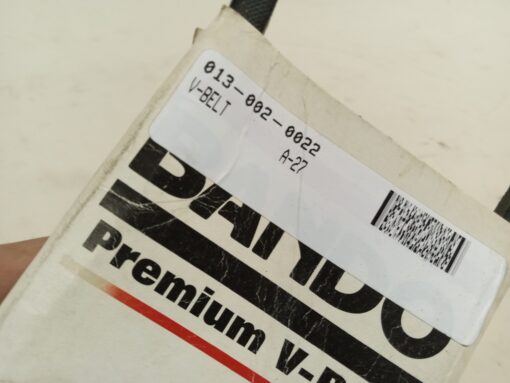 013-002-0022
V-BELT A-27
BANDO
Premium V-B